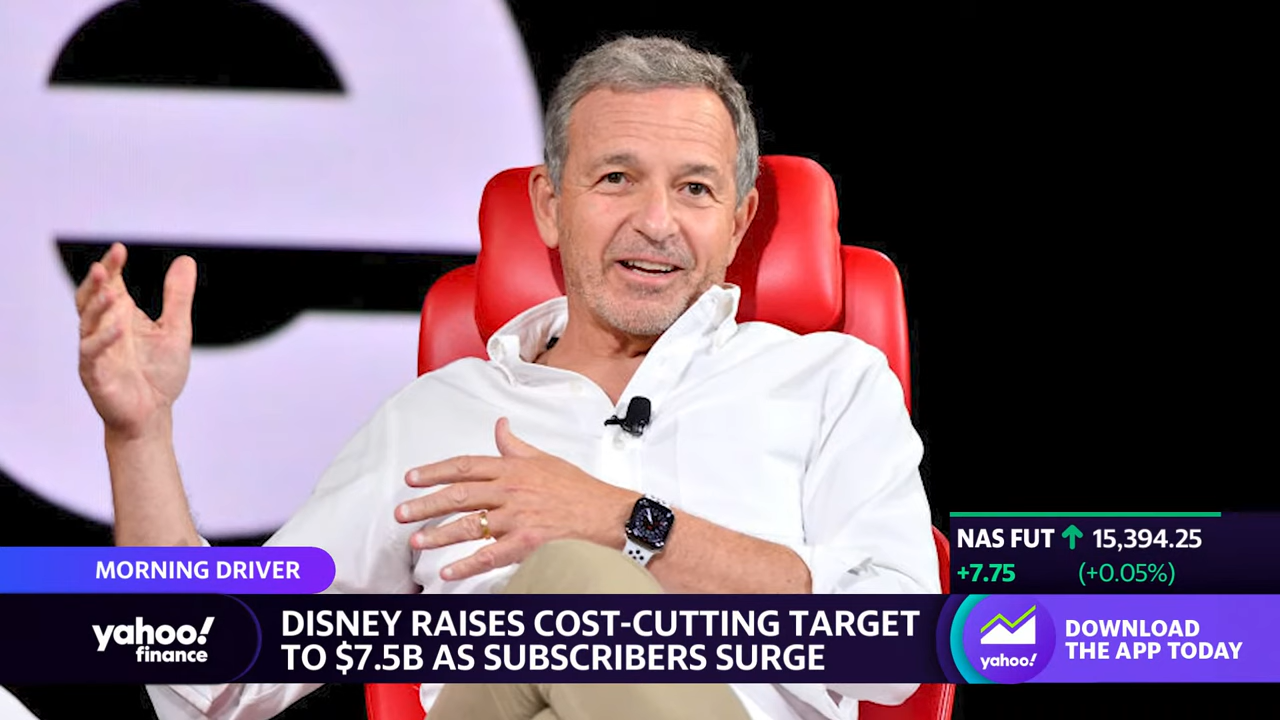 e
MORNING DRIVER
yahoo!
finance
DISNEY RAISES COST-CUTTING TARGET
TO $7.5B AS SUBSCRIBERS SURGE
NAS FUT 15,394.25
+7.75 (+0.05%)
yahoo!
DOWNLOAD
THE APP TODAY